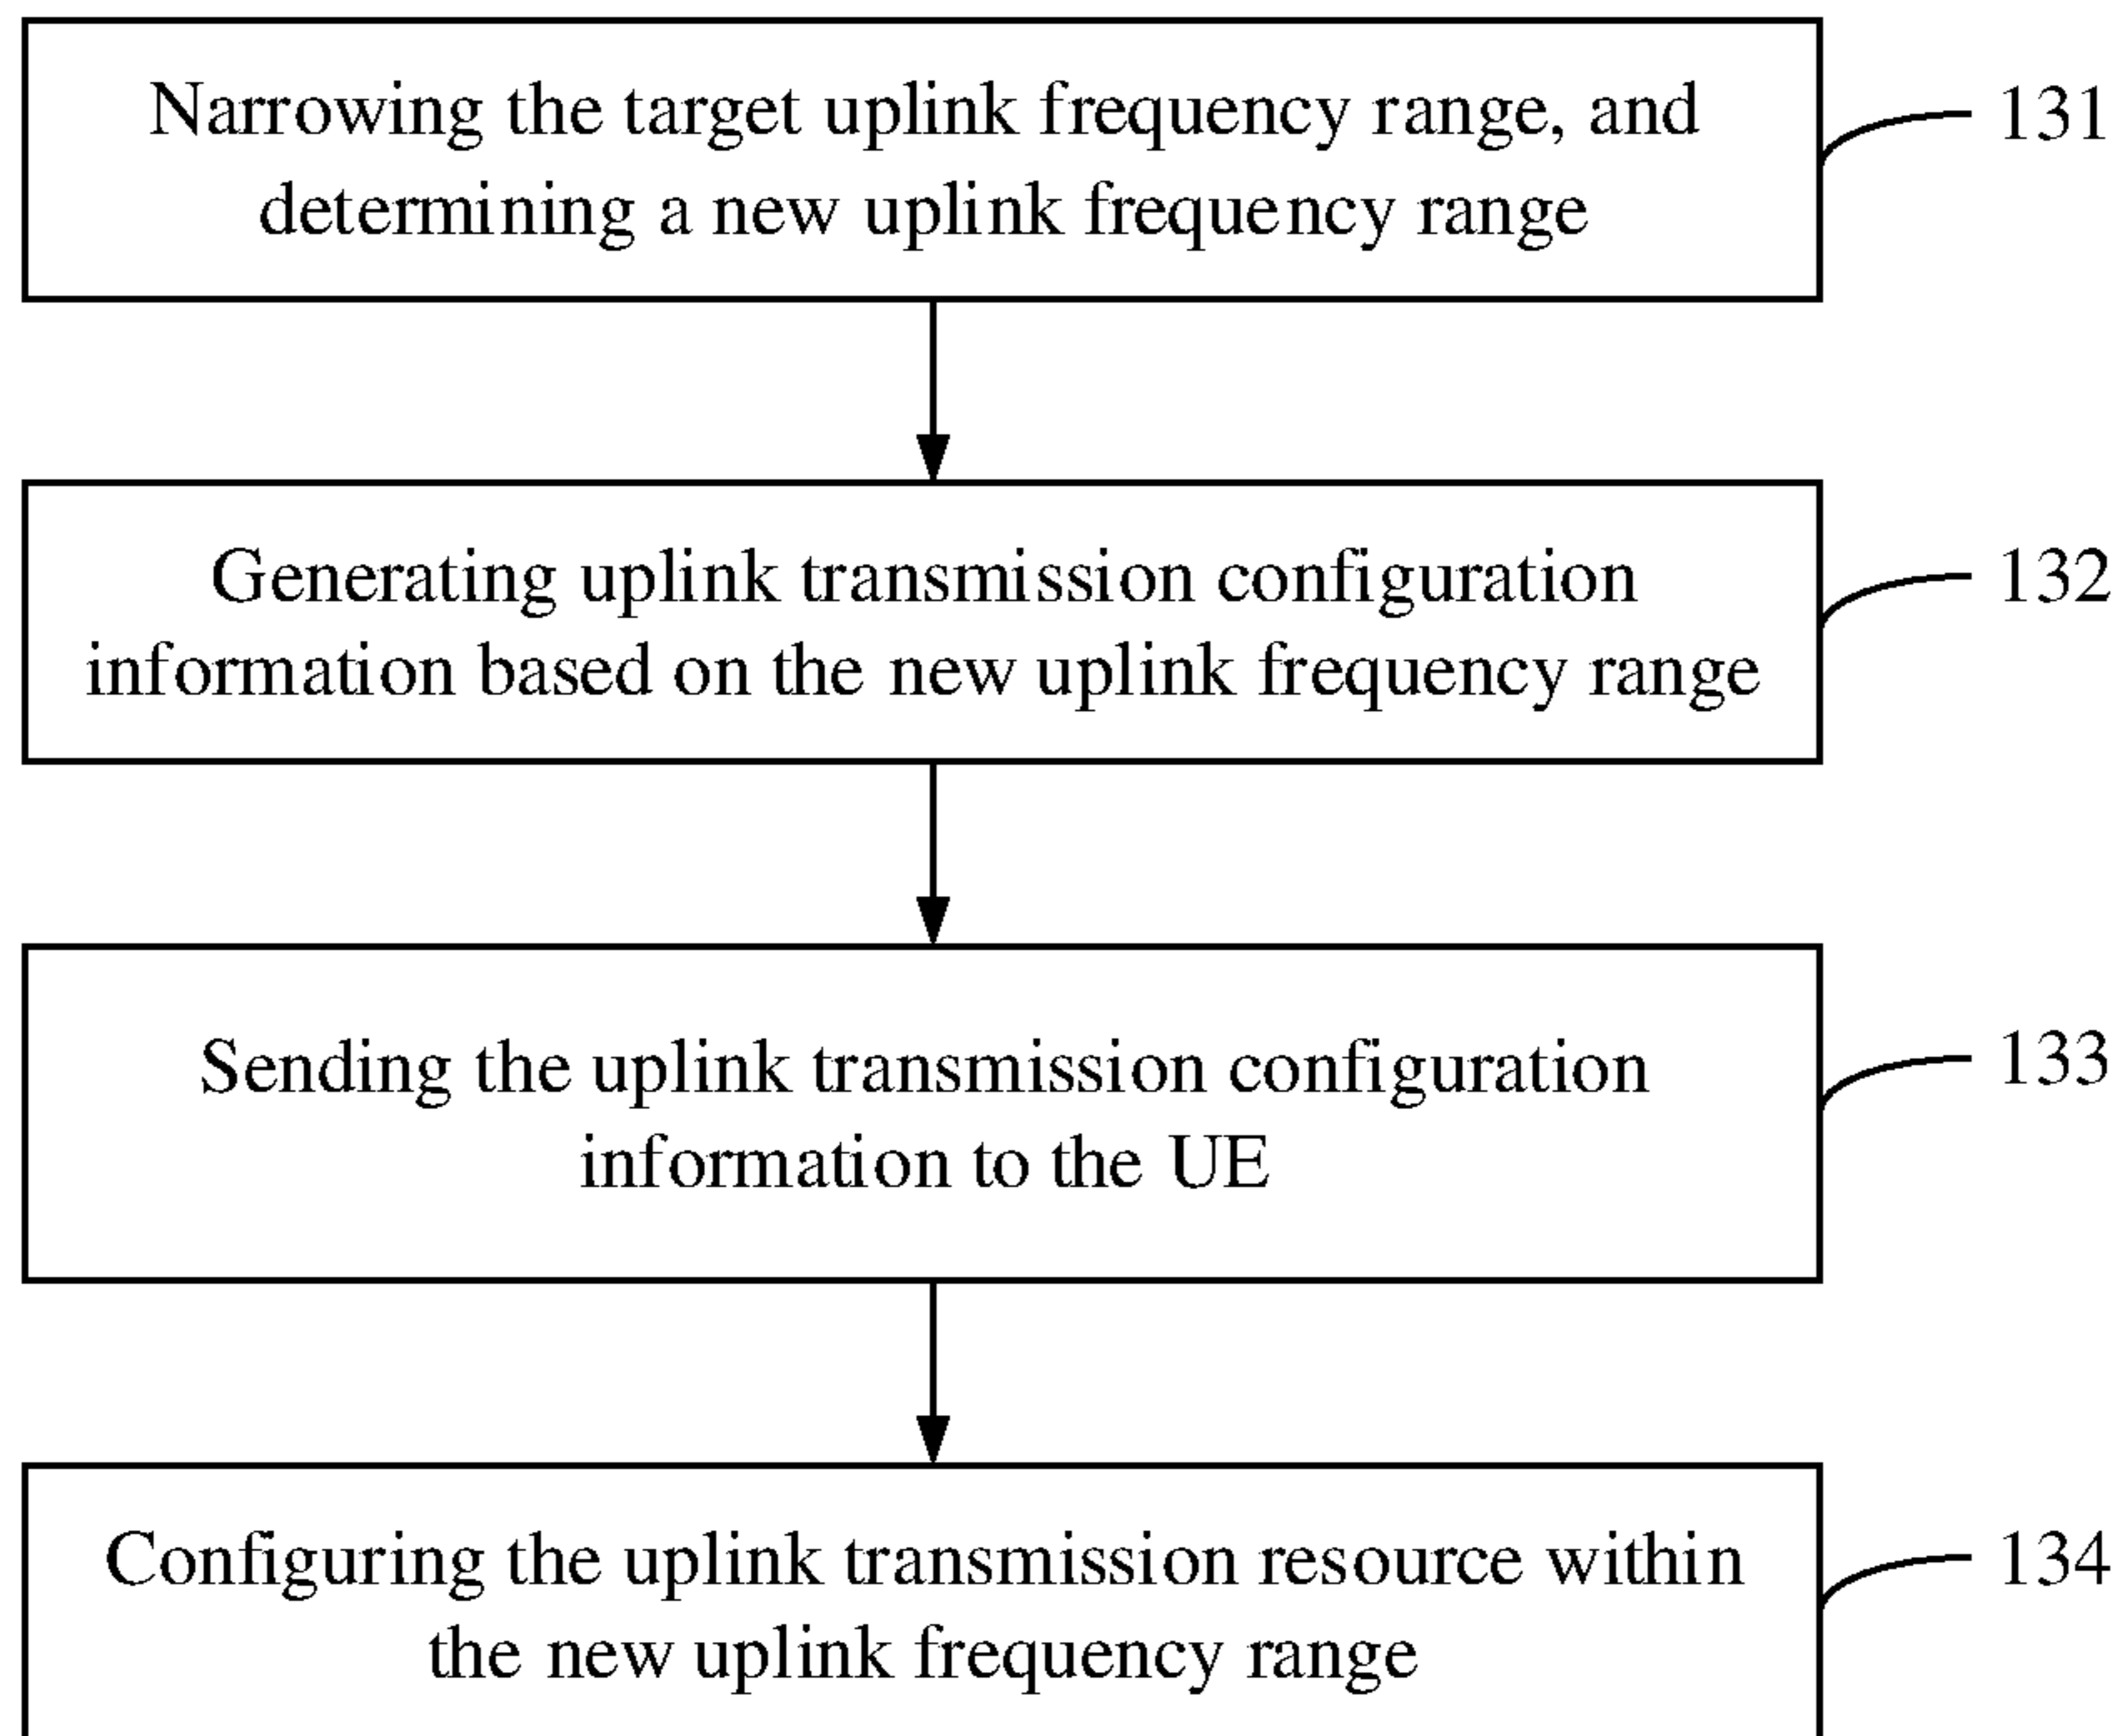 Narrowing the target uplink frequency range, and
determining a new uplink frequency range
131
Generating uplink transmission configuration
information based on the new uplink frequency range
132
Sending the uplink transmission configuration
information to the UE
133
Configuring the uplink transmission resource within
the new uplink frequency range
134